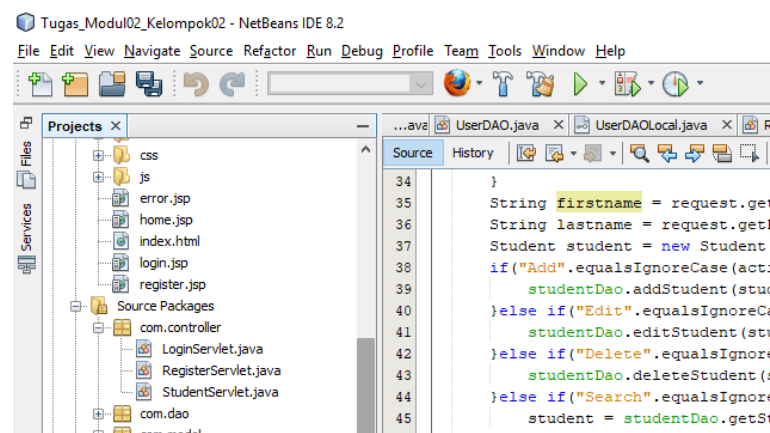 Tugas_Modul02_Kelompok02 - NetBeans IDE 8.2
File Edit View Navigate Source Refactor Run Debug Profile Team Tools Window Help
Projects
...ava UserDAO.java UserDAOLocal.java
Files
Services
css
js
error.jsp
home.jsp
index.html
login.jsp
register.jsp
Source Packages
com.controller
LoginServlet.java
RegisterServlet.java
StudentServlet.java
com.dao
Source History
34 }
35 String firstname = request.get
36 String lastname = request.get
37 Student student = new Student
38 if("Add".equalsIgnoreCase(acti
39 studentDao.addStudent(stud
40 }else if("Edit".equalsIgnoreCa
41 studentDao.editStudent(stu
42 }else if("Delete".equalsIgnore
43 studentDao.deleteStudent(s
44 }else if("Search".equalsIgnore
45 student = studentDao.getSt